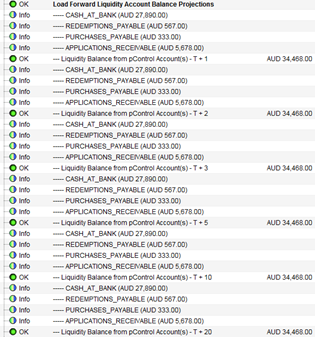 OK Load Forward Liquidity Account Balance Projections
Info ----- CASH_AT_BANK (AUD 27,890.00)
Info ----- REDEMPTIONS_PAYABLE (AUD 567.00)
Info ----- PURCHASES_PAYABLE (AUD 333.00)
Info ----- APPLICATIONS_RECEIVABLE (AUD 5,678.00)
OK --- Liquidity Balance from pControl Account(s) - T + 1 AUD 34,468.00
Info ----- CASH_AT_BANK (AUD 27,890.00)
Info ----- REDEMPTIONS_PAYABLE (AUD 567.00)
Info ----- PURCHASES_PAYABLE (AUD 333.00)
Info ----- APPLICATIONS_RECEIVABLE (AUD 5,678.00)
OK --- Liquidity Balance from pControl Account(s) - T + 2 AUD 34,468.00
Info ----- CASH_AT_BANK (AUD 27,890.00)
Info ----- REDEMPTIONS_PAYABLE (AUD 567.00)
Info ----- PURCHASES_PAYABLE (AUD 333.00)
Info ----- APPLICATIONS_RECEIVABLE (AUD 5,678.00)
OK --- Liquidity Balance from pControl Account(s) - T + 3 AUD 34,468.00
Info ----- CASH_AT_BANK (AUD 27,890.00)
Info ----- REDEMPTIONS_PAYABLE (AUD 567.00)
Info ----- PURCHASES_PAYABLE (AUD 333.00)
Info ----- APPLICATIONS_RECEIVABLE (AUD 5,678.00)
OK --- Liquidity Balance from pControl Account(s) - T + 5 AUD 34,468.00
Info ----- CASH_AT_BANK (AUD 27,890.00)
Info ----- REDEMPTIONS_PAYABLE (AUD 567.00)
Info ----- PURCHASES_PAYABLE (AUD 333.00)
Info ----- APPLICATIONS_RECEIVABLE (AUD 5,678.00)
OK --- Liquidity Balance from pControl Account(s) - T + 10 AUD 34,468.00
Info ----- CASH_AT_BANK (AUD 27,890.00)
Info ----- REDEMPTIONS_PAYABLE (AUD 567.00)
Info ----- PURCHASES_PAYABLE (AUD 333.00)
Info ----- APPLICATIONS_RECEIVABLE (AUD 5,678.00)
OK --- Liquidity Balance from pControl Account(s) - T + 20 AUD 34,468.00